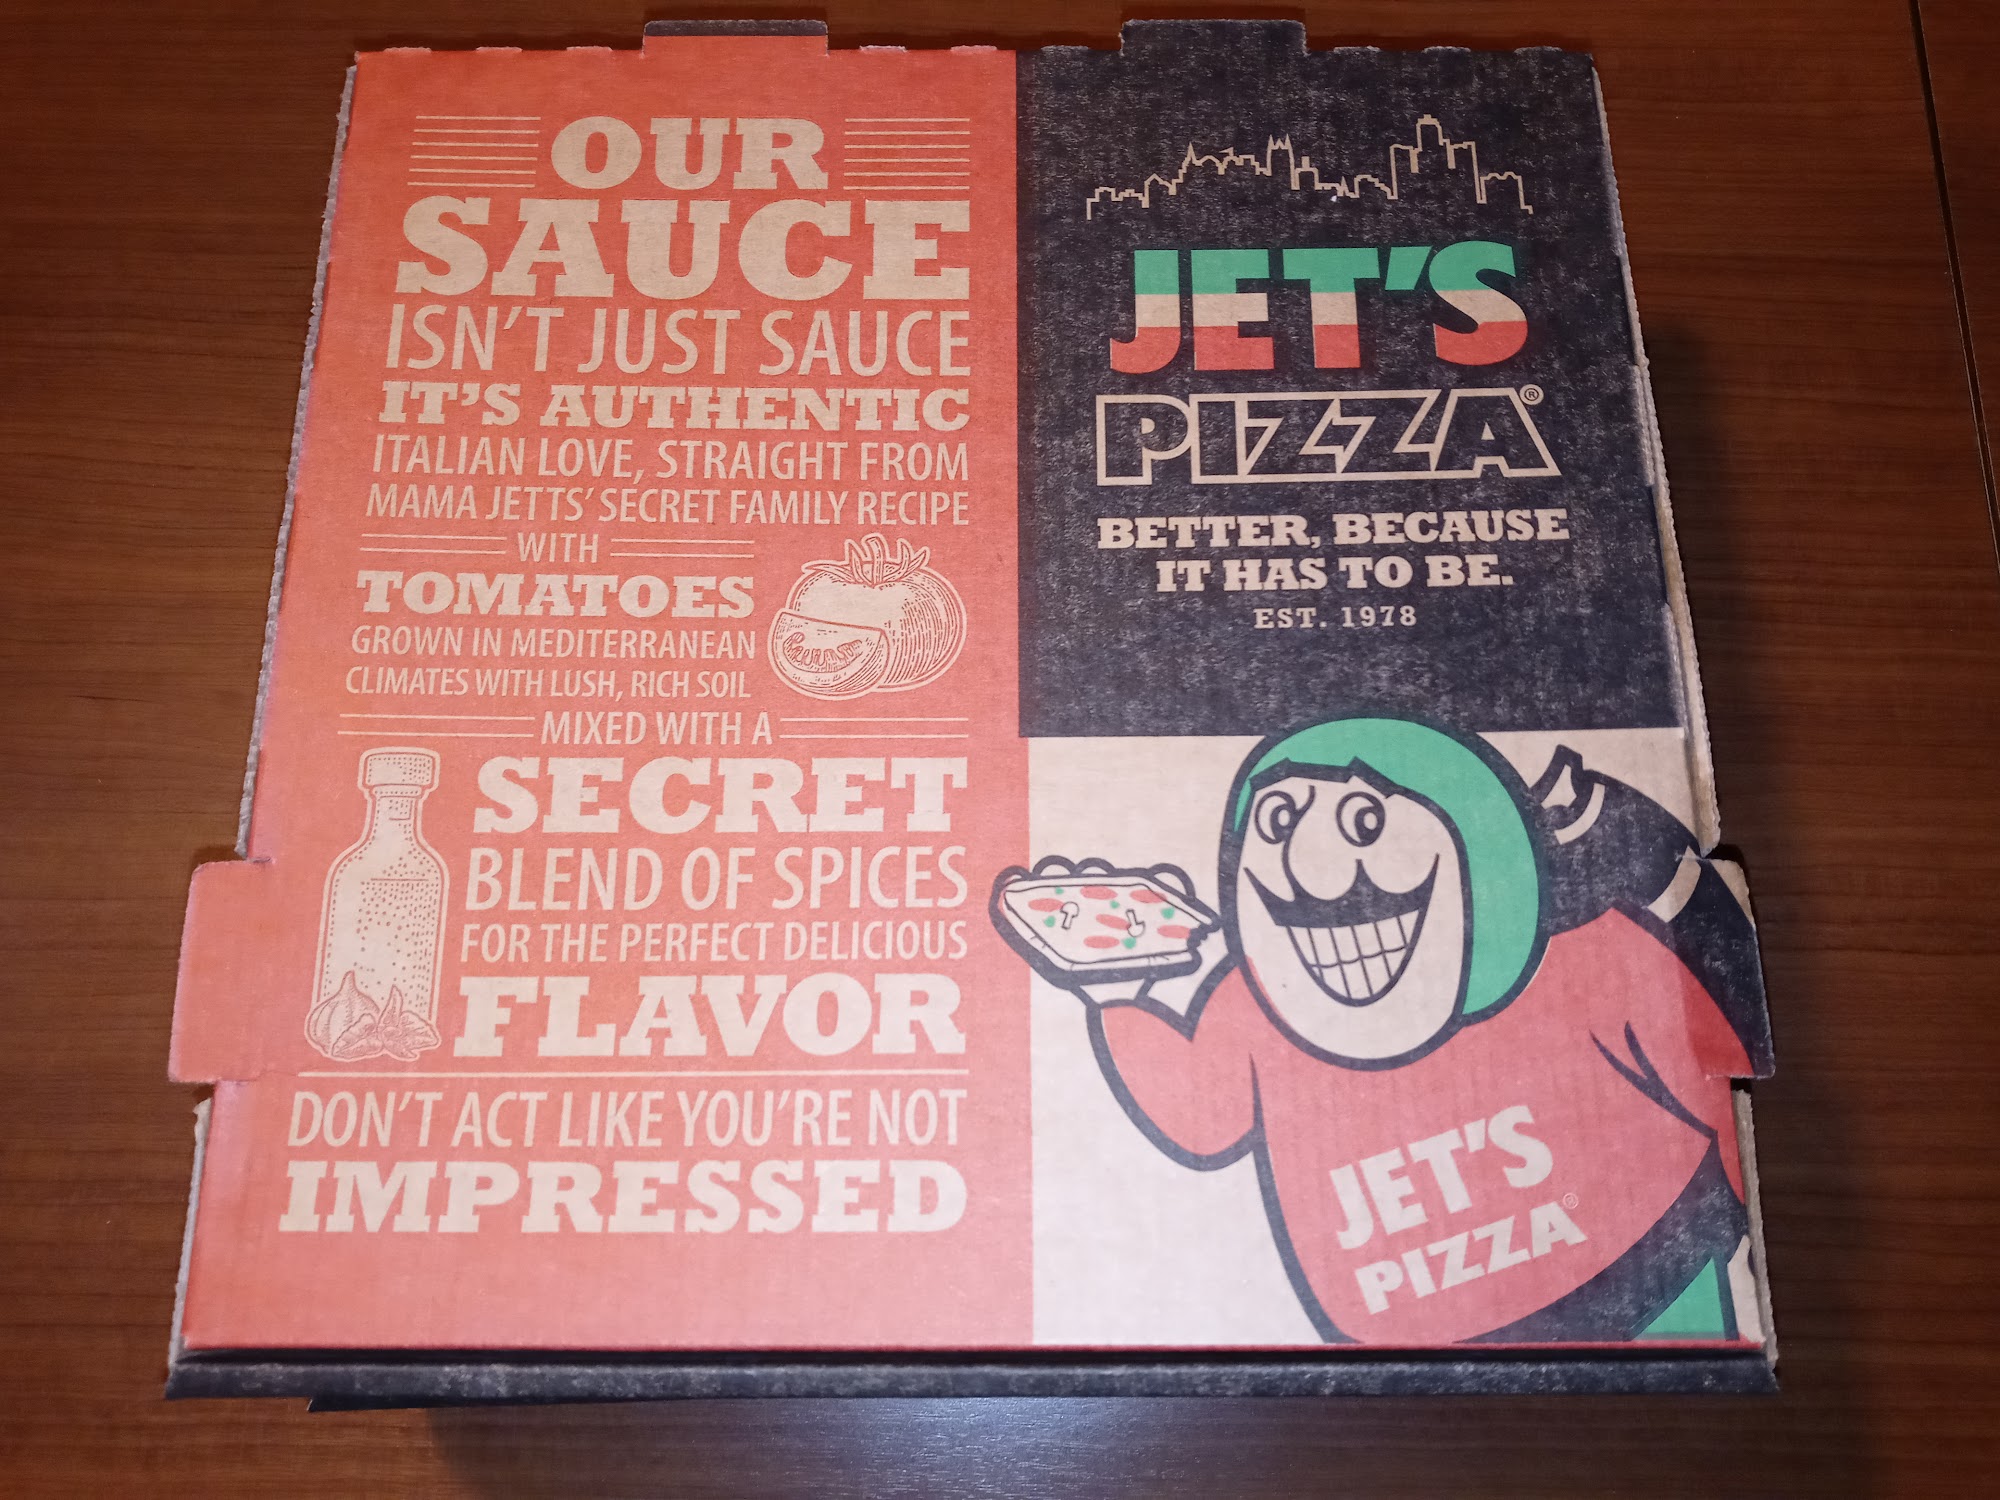 OUR
SAUCE
ISN'T JUST SAUCE
IT'S AUTHENTIC
ITALIAN LOVE, STRAIGHT FROM
MAMA JETTS' SECRET FAMILY RECIPE
WITH
TOMATOES
GROWN IN MEDITERRANEAN
CLIMATES WITH LUSH, RICH SOIL
MIXED WITH A
SECRET
BLEND OF SPICES
FOR THE PERFECT DELICIOUS
FLAVOR
DON'T ACT LIKE YOU'RE NOT
IMPRESSED
JET'S
PIZZA®
BETTER, BECAUSE
IT HAS TO BE.
EST. 1978
JET'S
PIZZA®